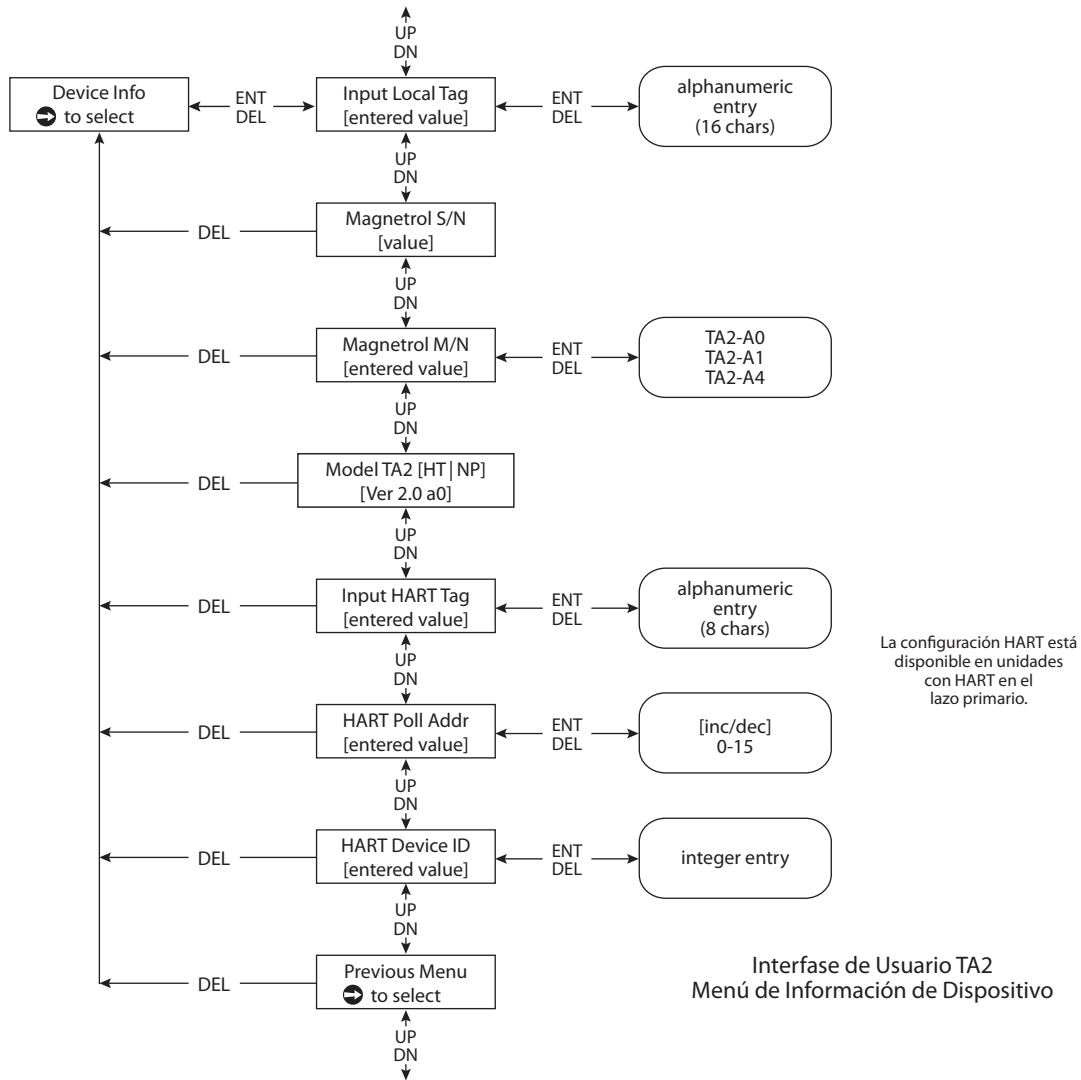 UP
DN
Device Info
to select
ENT
DEL
Input Local Tag
[entered value]
ENT
DEL
alphanumeric
entry
(16 chars)
UP
DN
DEL
Magnetrol S/N
[value]
UP
DN
DEL
Magnetrol M/N
[entered value]
ENT
DEL
TA2-A0
TA2-A1
TA2-A4
UP
DN
DEL
Model TA2 [HT|NP]
[Ver 2.0 a0]
UP
DN
DEL
Input HART Tag
[entered value]
ENT
DEL
alphanumeric
entry
(8 chars)
La configuración HART está
disponible en unidades
con HART en el
lazo primario.
UP
DN
DEL
HART Poll Addr
[entered value]
ENT
DEL
[inc/dec]
0-15
UP
DN
DEL
HART Device ID
[entered value]
ENT
DEL
integer entry
UP
DN
DEL
Previous Menu
to select
Interfase de Usuario TA2
Menú de Información de Dispositivo
UP
DN